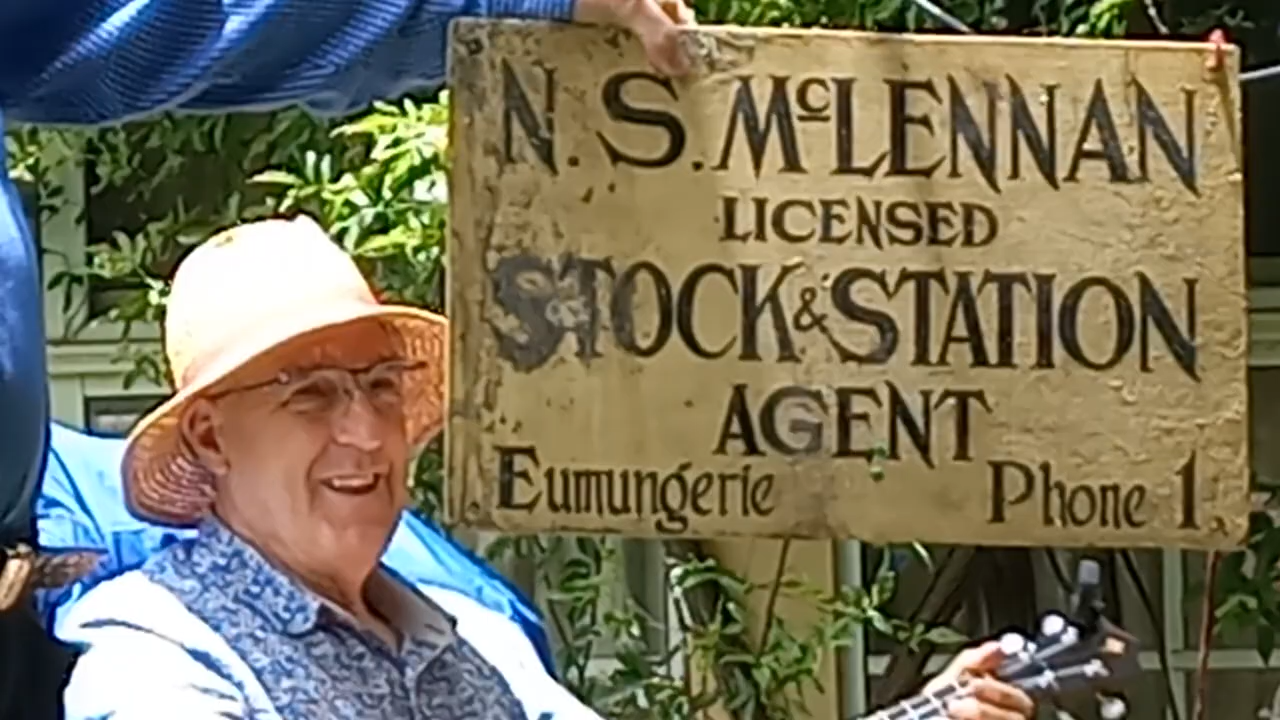 N. S. McLENNAN
LICENSED
STOCK & STATION
AGENT
Eumungerie Phone 1.